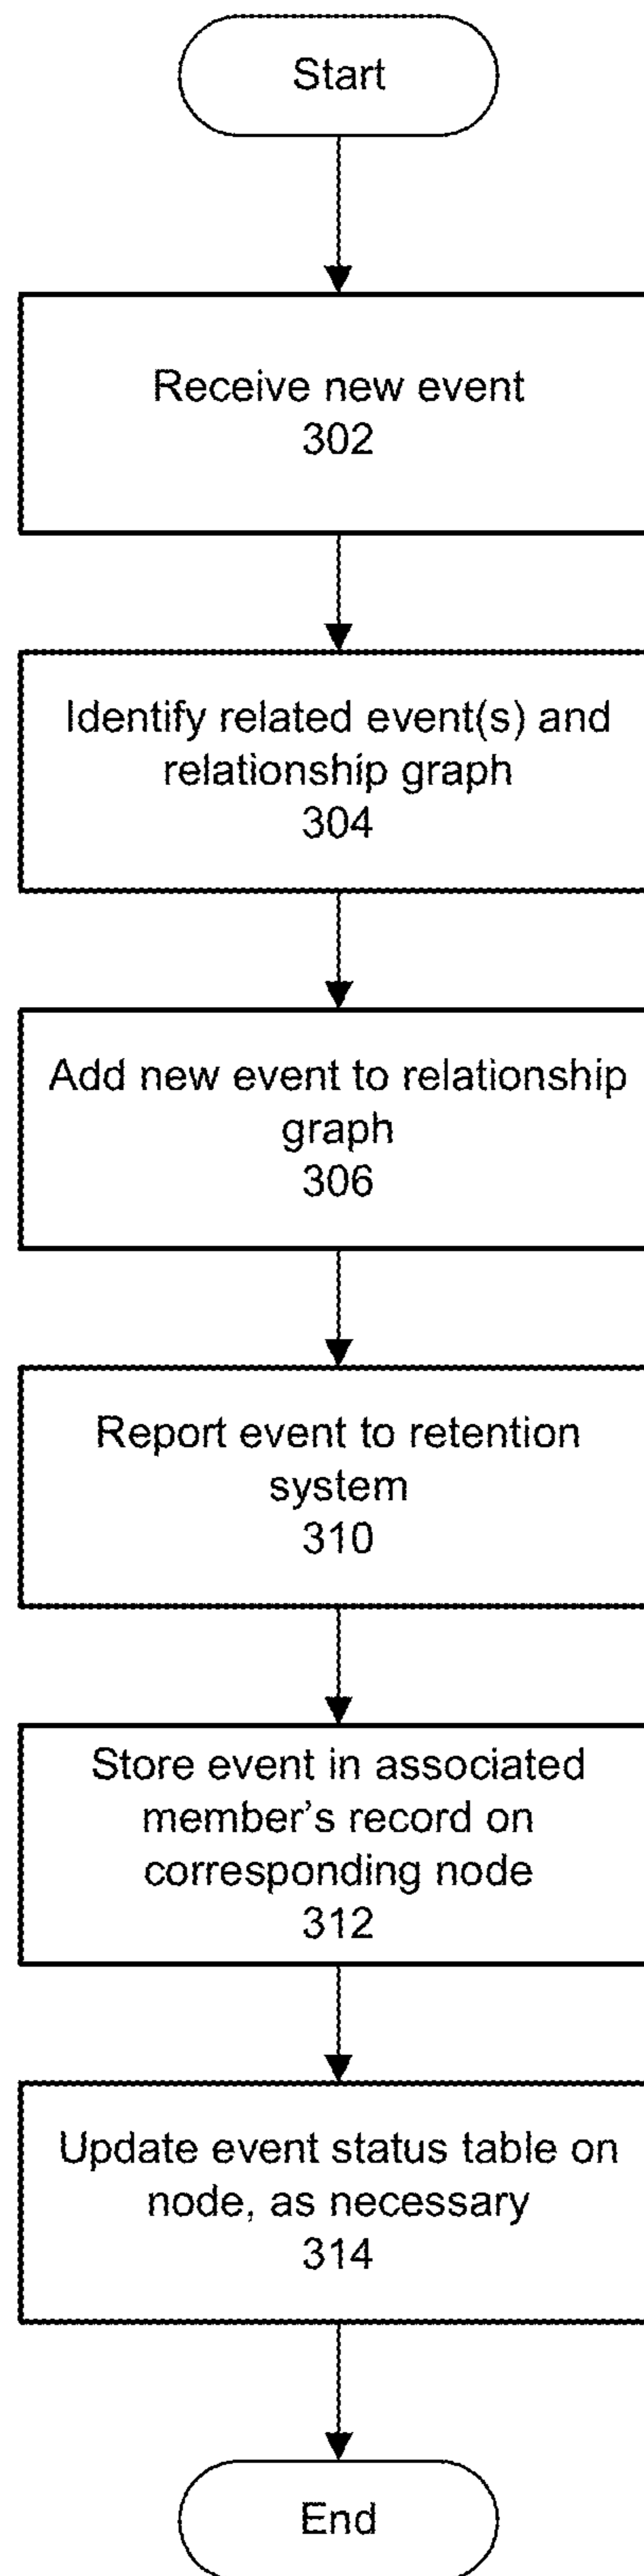 Start
Receive new event
302
Identify related event(s) and
relationship graph
304
Add new event to relationship
graph
306
Report event to retention
system
310
Store event in associated
member’s record on
corresponding node
312
Update event status table on
node, as necessary
314
End